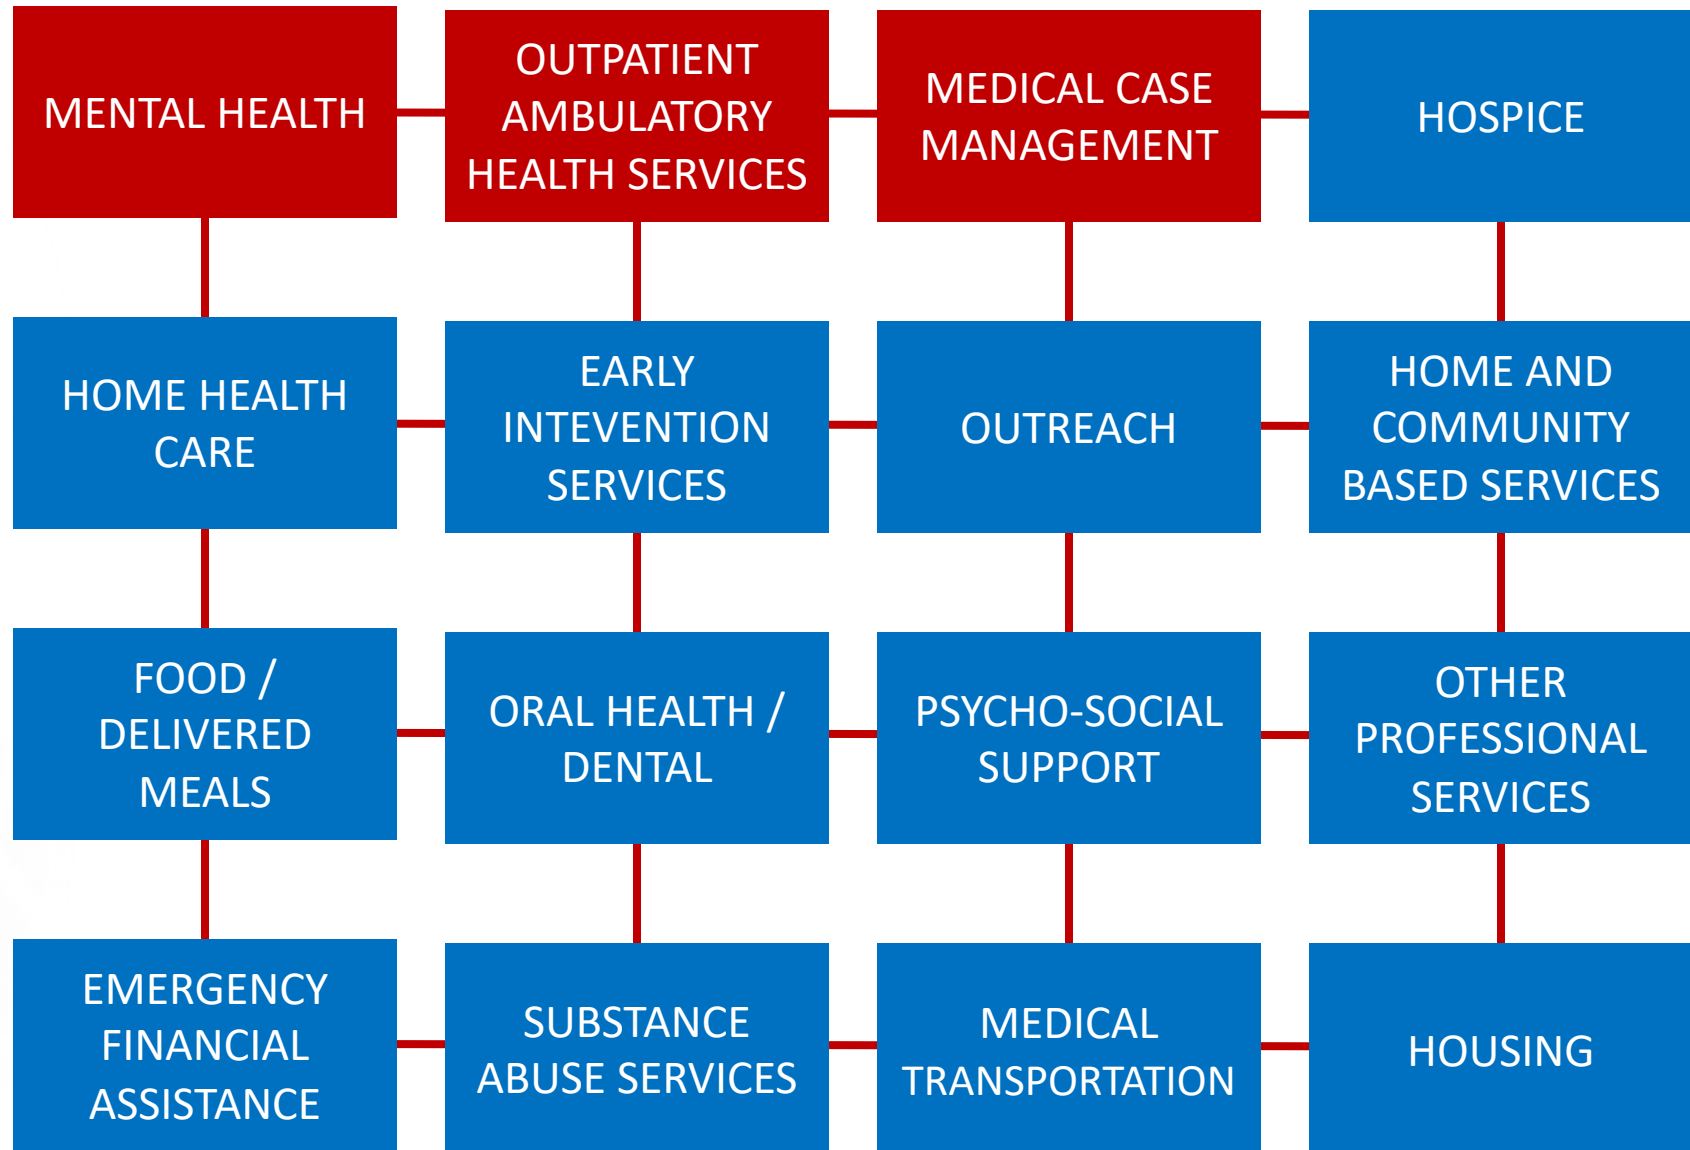 MENTAL HEALTH
OUTPATIENT
AMBULATORY
HEALTH SERVICES
MEDICAL CASE
MANAGEMENT
HOSPICE
HOME HEALTH
CARE
EARLY
INTEVENTION
SERVICES
OUTREACH
HOME AND
COMMUNITY
BASED SERVICES
FOOD /
DELIVERED
MEALS
ORAL HEALTH /
DENTAL
PSYCHO-SOCIAL
SUPPORT
OTHER
PROFESSIONAL
SERVICES
EMERGENCY
FINANCIAL
ASSISTANCE
SUBSTANCE
ABUSE SERVICES
MEDICAL
TRANSPORTATION
HOUSING